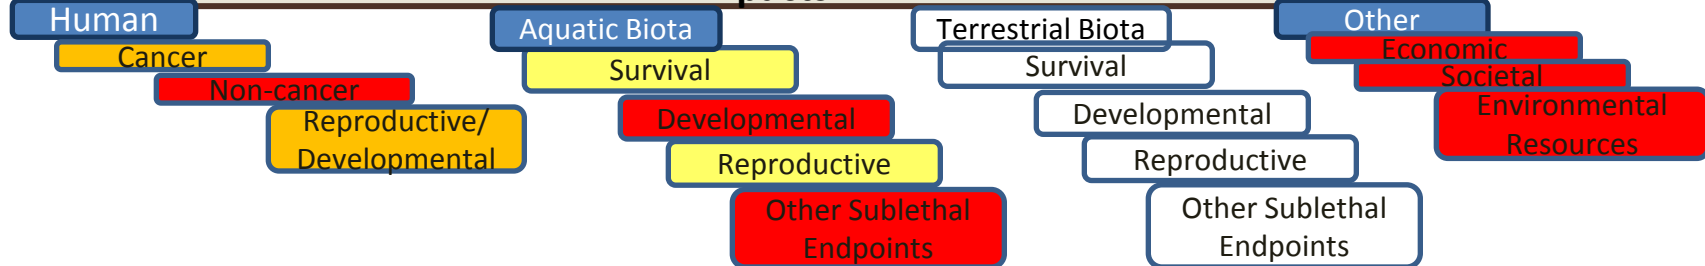 Human
Cancer
Non-cancer
Reproductive/
Developmental
Aquatic Biota
Survival
Developmental
Reproductive
Other Sublethal
Endpoints
Terrestrial Biota
Survival
Developmental
Reproductive
Other Sublethal
Endpoints
Other
Economic
Societal
Environmental
Resources